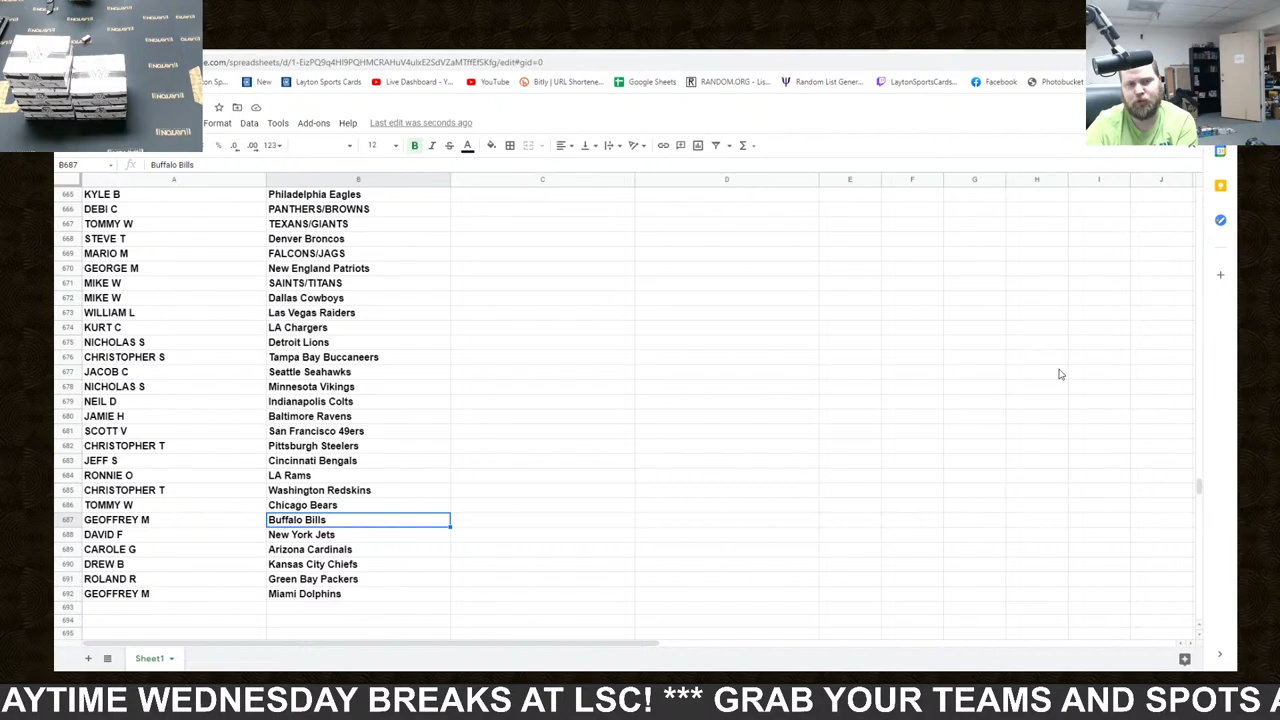 .com/spreadsheets/d/1-EizPQ9q4HI9PQHMCRAHuV4uIxE2SdVZaMTffEf5Kfg/edit#gid=0
New
Layton Sports Cards
Live Dashboard – Y...
YouTube
Bitly | URL Shortene...
Google Sheets
RANDOM.ORG - List...
Random List Gener...
LaytonSportsCards...
Facebook
Photobucket
Format Data Tools Add-ons Help Last edit was seconds ago
% .0 .00 123 12 B I S A
B687 fx Buffalo Bills
A B C D E F G H I J
665 KYLE B Philadelphia Eagles
666 DEBI C PANTHERS/BROWNS
667 TOMMY W TEXANS/GIANTS
668 STEVE T Denver Broncos
669 MARIO M FALCONS/JAGS
670 GEORGE M New England Patriots
671 MIKE W SAINTS/TITANS
672 MIKE W Dallas Cowboys
673 WILLIAM L Las Vegas Raiders
674 KURT C LA Chargers
675 NICHOLAS S Detroit Lions
676 CHRISTOPHER S Tampa Bay Buccaneers
677 JACOB C Seattle Seahawks
678 NICHOLAS S Minnesota Vikings
679 NEIL D Indianapolis Colts
680 JAMIE H Baltimore Ravens
681 SCOTT V San Francisco 49ers
682 CHRISTOPHER T Pittsburgh Steelers
683 JEFF S Cincinnati Bengals
684 RONNIE O LA Rams
685 CHRISTOPHER T Washington Redskins
686 TOMMY W Chicago Bears
687 GEOFFREY M Buffalo Bills
688 DAVID F New York Jets
689 CAROLE G Arizona Cardinals
690 DREW B Kansas City Chiefs
691 ROLAND R Green Bay Packers
692 GEOFFREY M Miami Dolphins
693
694
695
Sheet1
AYTIME WEDNESDAY BREAKS AT LSC! *** GRAB YOUR TEAMS AND SPOTS A